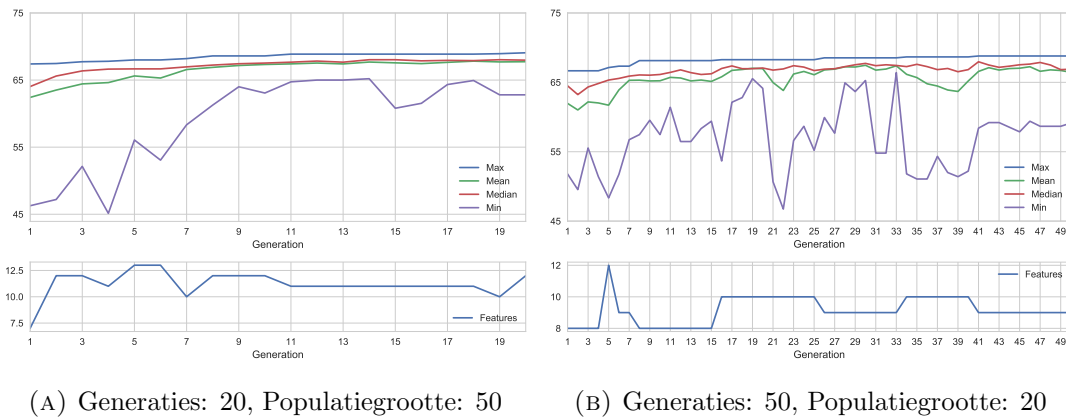 75
65
55
45
Max
Mean
Median
Min
1 3 5 7 9 11 13 15 17 19
Generation
12.5
10.0
7.5
Features
1 3 5 7 9 11 13 15 17 19
Generation
(A) Generaties: 20, Populatiegrootte: 50
75
65
55
45
Max
Mean
Median
Min
1 3 5 7 9 11 13 15 17 19 21 23 25 27 29 31 33 35 37 39 41 43 45 47 49
Generation
12
10
8
Features
1 3 5 7 9 11 13 15 17 19 21 23 25 27 29 31 33 35 37 39 41 43 45 47 49
Generation
(B) Generaties: 50, Populatiegrootte: 20